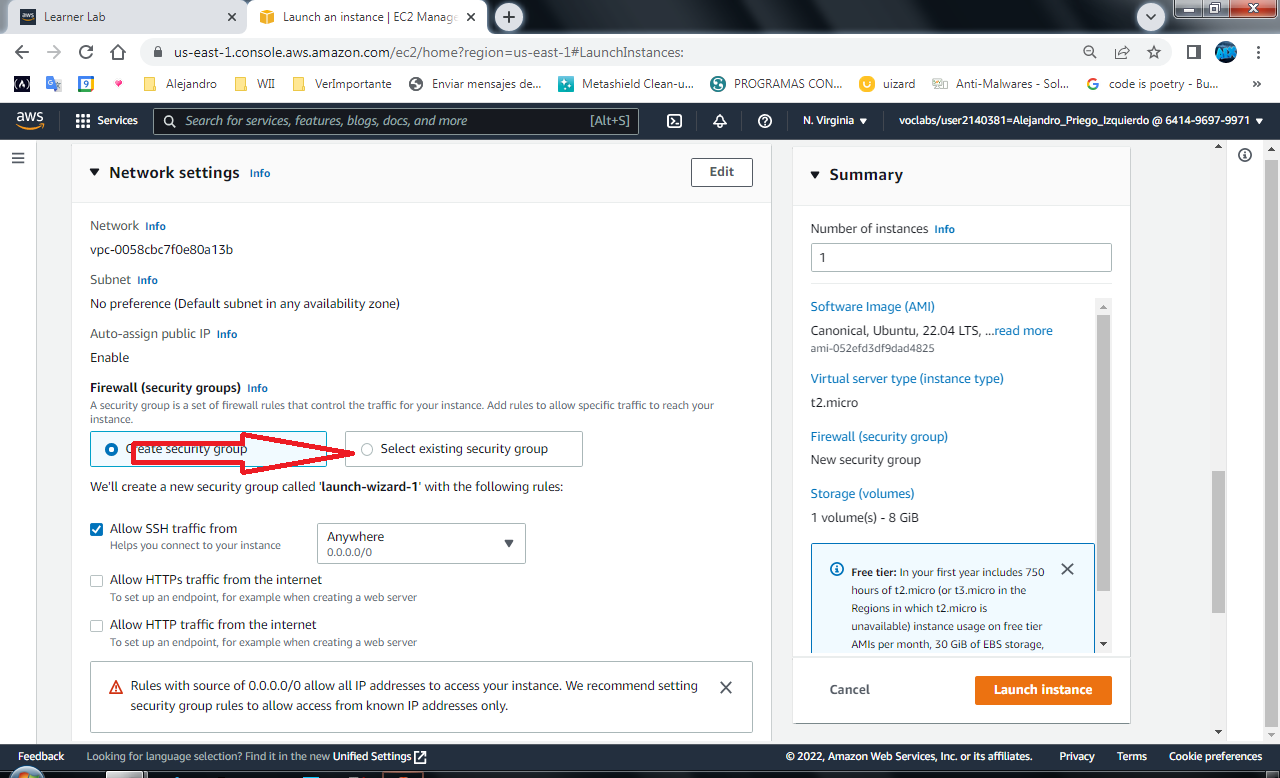 Learner Lab
Launch an instance | EC2 Manage
us-east-1.console.aws.amazon.com/ec2/home?region=us-east-1#LaunchInstances:
Alejandro WII VerImportante Enviar mensajes de... Metashield Clean-u... PROGRAMAS CON... uizard Anti-Malwares - Sol... code is poetry - Bu... »
aws Services Search for services, features, blogs, docs, and more [Alt+S] N. Virginia voclabs/user2140381=Alejandro_Priego_Izquierdo @ 6414-9697-9971
Network settings Info
Edit
Network Info
vpc-0058cbc7f0e80a13b
Subnet Info
No preference (Default subnet in any availability zone)
Auto-assign public IP Info
Enable
Firewall (security groups) Info
A security group is a set of firewall rules that control the traffic for your instance. Add rules to allow specific traffic to reach your
instance.
Create security group
Select existing security group
We'll create a new security group called 'launch-wizard-1' with the following rules:
Allow SSH traffic from
Helps you connect to your instance
Anywhere
0.0.0.0/0
Allow HTTPs traffic from the internet
To set up an endpoint, for example when creating a web server
Allow HTTP traffic from the internet
To set up an endpoint, for example when creating a web server
Rules with source of 0.0.0.0/0 allow all IP addresses to access your instance. We recommend setting
security group rules to allow access from known IP addresses only.
Summary
Number of instances Info
1
Software Image (AMI)
Canonical, Ubuntu, 22.04 LTS, ...read more
ami-052efd3df9dad4825
Virtual server type (instance type)
t2.micro
Firewall (security group)
New security group
Storage (volumes)
1 volume(s) - 8 GiB
Free tier: In your first year includes 750
hours of t2.micro (or t3.micro in the
Regions in which t2.micro is
unavailable) instance usage on free tier
AMIs per month, 30 GiB of EBS storage,
Cancel
Launch instance
Feedback Looking for language selection? Find it in the new Unified Settings © 2022, Amazon Web Services, Inc. or its affiliates. Privacy Terms Cookie preferences